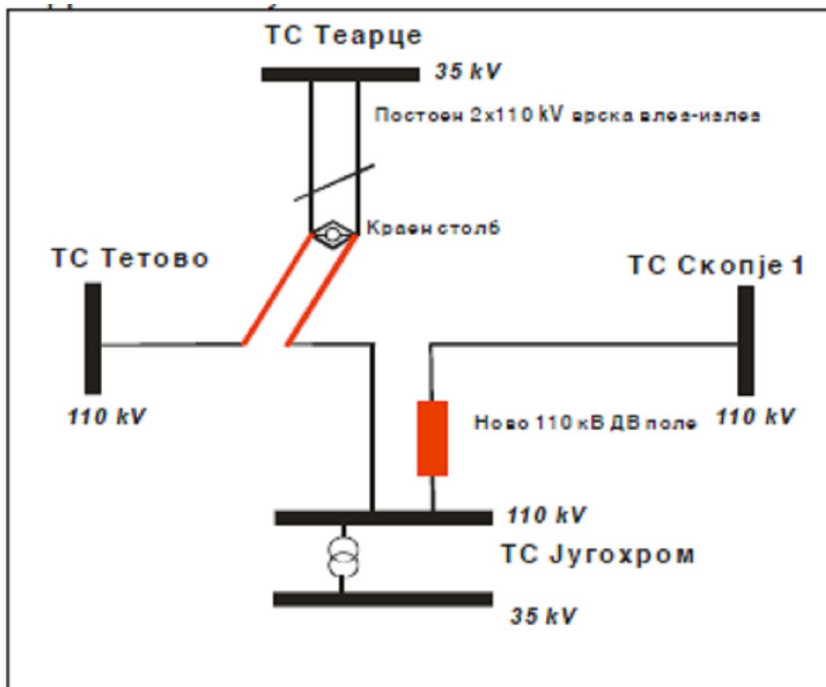 ТС Теарце
35 kV
Постоен 2x110 kV врска влез-излез
Краен столб
ТС Тетово
ТС Скопје 1
110 kV
Ново 110 кВ ДВ поле
110 kV
110 kV
ТС Југохром
35 kV